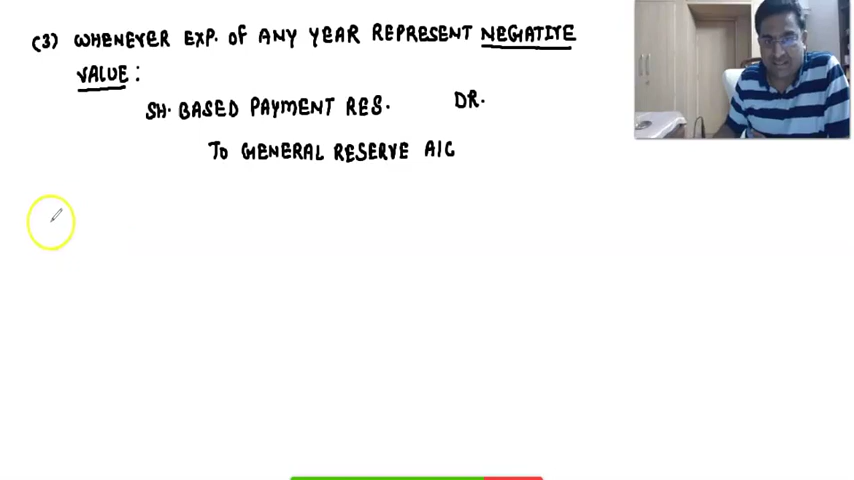 (3) WHENEVER EXP. OF ANY YEAR REPRESENT NEGATIVE
VALUE :
SH. BASED PAYMENT RES. DR.
TO GENERAL RESERVE A/C